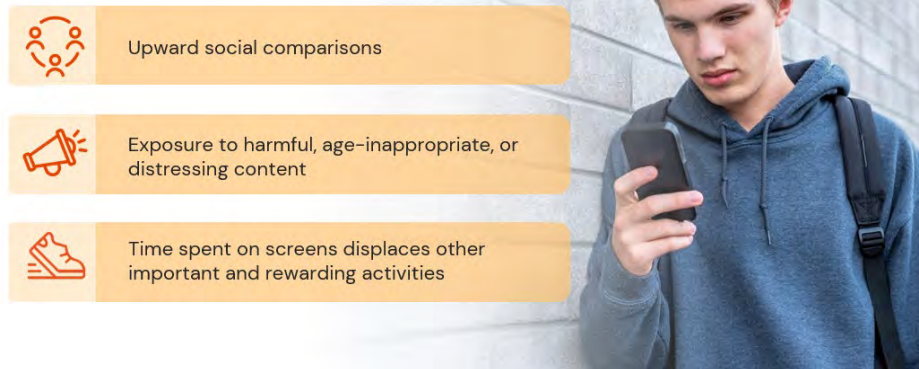 Upward social comparisons
Exposure to harmful, age-inappropriate, or
distressing content
Time spent on screens displaces other
important and rewarding activities